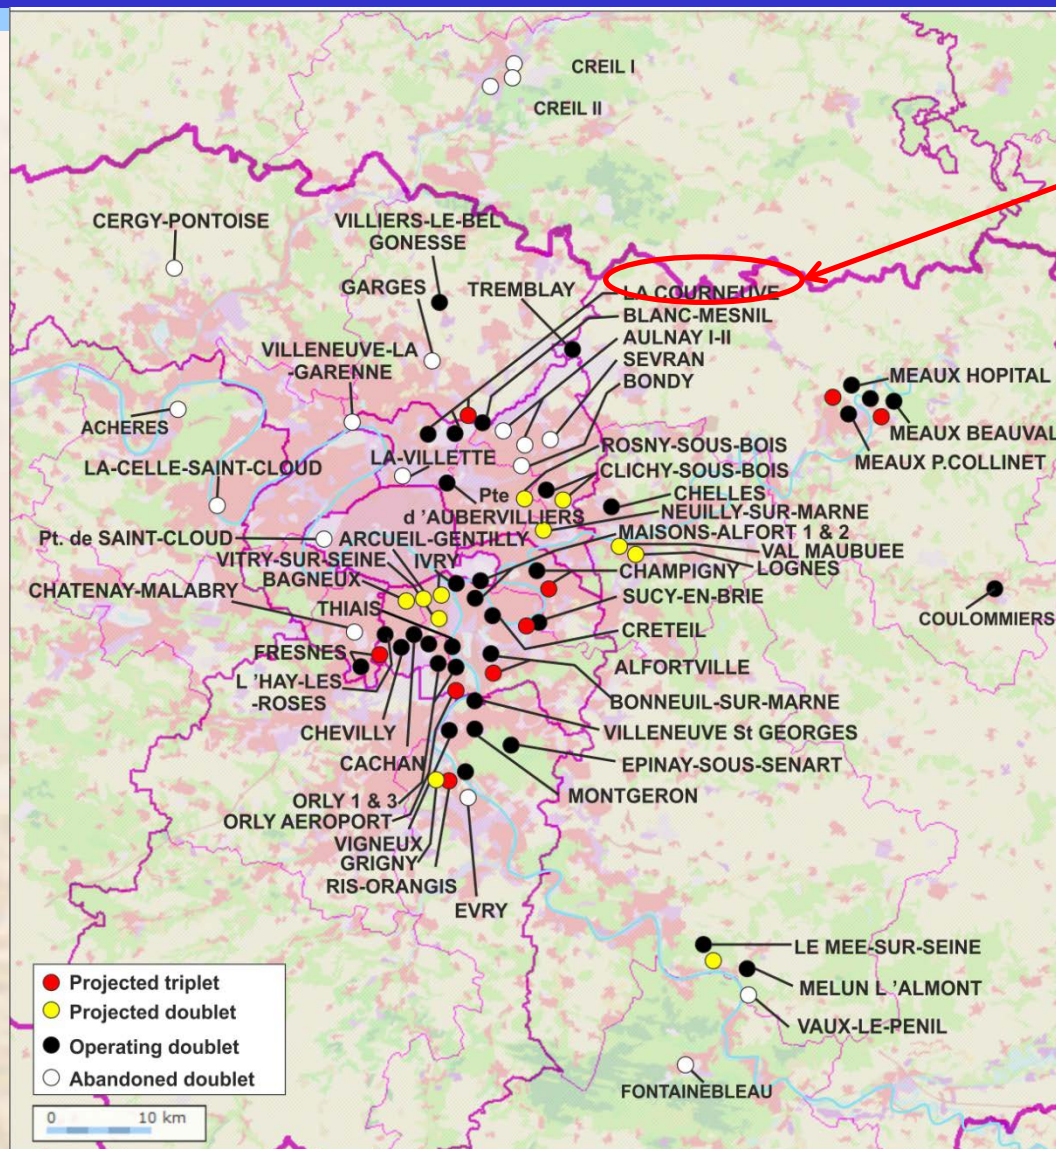 CREIL I
CREIL II
CERGY-PONTOISE
VILLIERS-LE-BEL
GONESSE
GARGES
TREMBLAY
LA COURNEUVE
BLANC-MESNIL
AULNAY I-II
SEVRAN
BONDY
VILLENEUVE-LA
-GARENNE
MEAUX HOPITAL
ACHERES
MEAUX BEAUVAL
LA-VILLETTE
ROSNY-SOUS-BOIS
MEAUX P.COLLINET
LA-CELLE-SAINT-CLOUD
CLICHY-SOUS-BOIS
Pte
d 'AUBERVILLIERS
CHELLES
NEUILLY-SUR-MARNE
Pt. de SAINT-CLOUD
ARCUEIL-GENTILLY
MAISONS-ALFORT 1 & 2
VITRY-SUR-SEINE
IVRY
VAL MAUBUEE
BAGNEUX
CHAMPIGNY
LOGNES
CHATENAY-MALABRY
THIAIS
SUCY-EN-BRIE
COULOMMIERS
CRETEIL
FRESNES
ALFORTVILLE
L 'HAY-LES
-ROSES
BONNEUIL-SUR-MARNE
CHEVILLY
VILLENEUVE St GEORGES
CACHAN
EPINAY-SOUS-SENART
MONTGERON
ORLY 1 & 3
ORLY AEROPORT
VIGNEUX
GRIGNY
RIS-ORANGIS
EVRY
LE MEE-SUR-SEINE
MELUN L 'ALMONT
VAUX-LE-PENIL
FONTAINEBLEAU
Projected triplet
Projected doublet
Operating doublet
Abandoned doublet
0 10 km